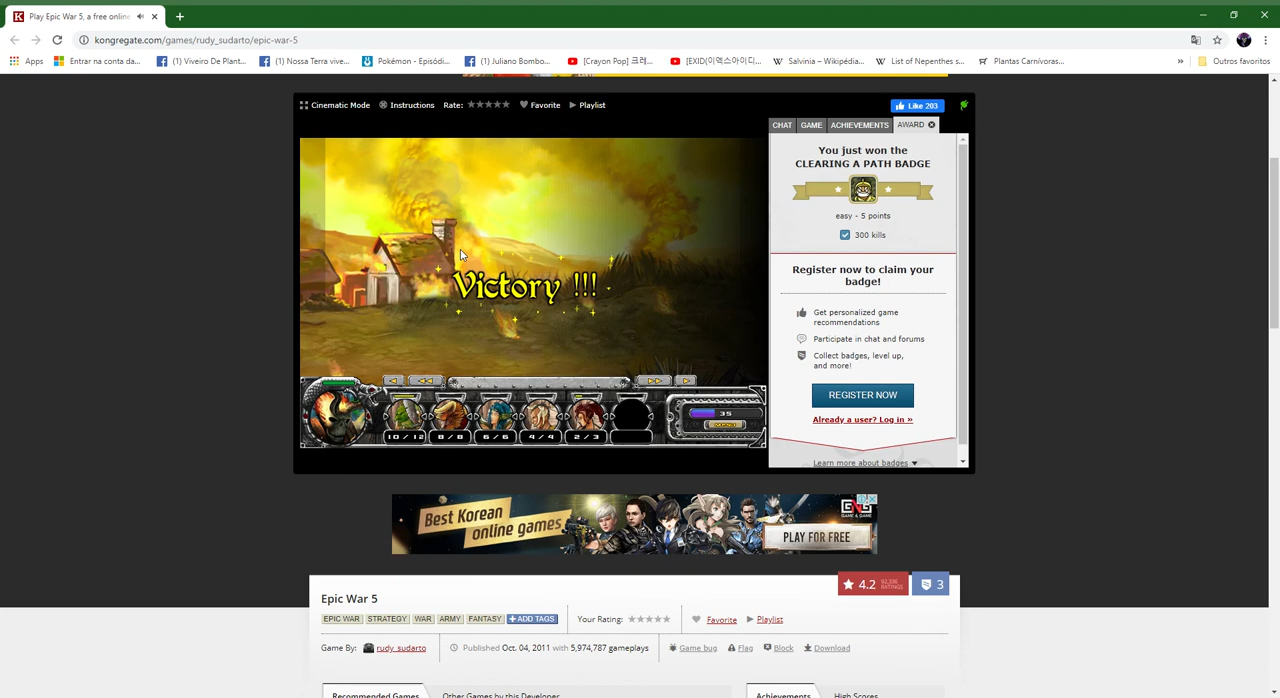 Play Epic War 5, a free online
kongregate.com/games/rudy_sudarto/epic-war-5
Apps Entrar na conta da... (1) Viveiro De Plant... (1) Nossa Terra vive... Pokémon - Episódi... (1) Juliano Bombo... [Crayon Pop] 크레... [EXID(이엑스아이디... Salvinia – Wikipédia... List of Nepenthes s... Plantas Carnívoras... » Outros favoritos
Cinematic Mode Instructions Rate: Favorite Playlist Like 203
CHAT GAME ACHIEVEMENTS AWARD
You just won the
CLEARING A PATH BADGE
easy - 5 points
300 kills
Register now to claim your
badge!
Get personalized game
recommendations
Participate in chat and forums
Collect badges, level up,
and more!
REGISTER NOW
Already a user? Log in »
Learn more about badges
Victory !!!
35
MENU
10 / 12 8 / 8 6 / 6 4 / 4 2 / 3
Best Korean
online games
GNG
GAME & GAME
PLAY FOR FREE
4.2 RATINGS 3
Epic War 5
EPIC WAR STRATEGY WAR ARMY FANTASY +ADD TAGS Your Rating: Favorite Playlist
Game By: rudy_sudarto Published Oct. 04, 2011 with 5,974,787 gameplays Game bug Flag Block Download
Recommended Games Other Games by this Developer Achievements High Scores